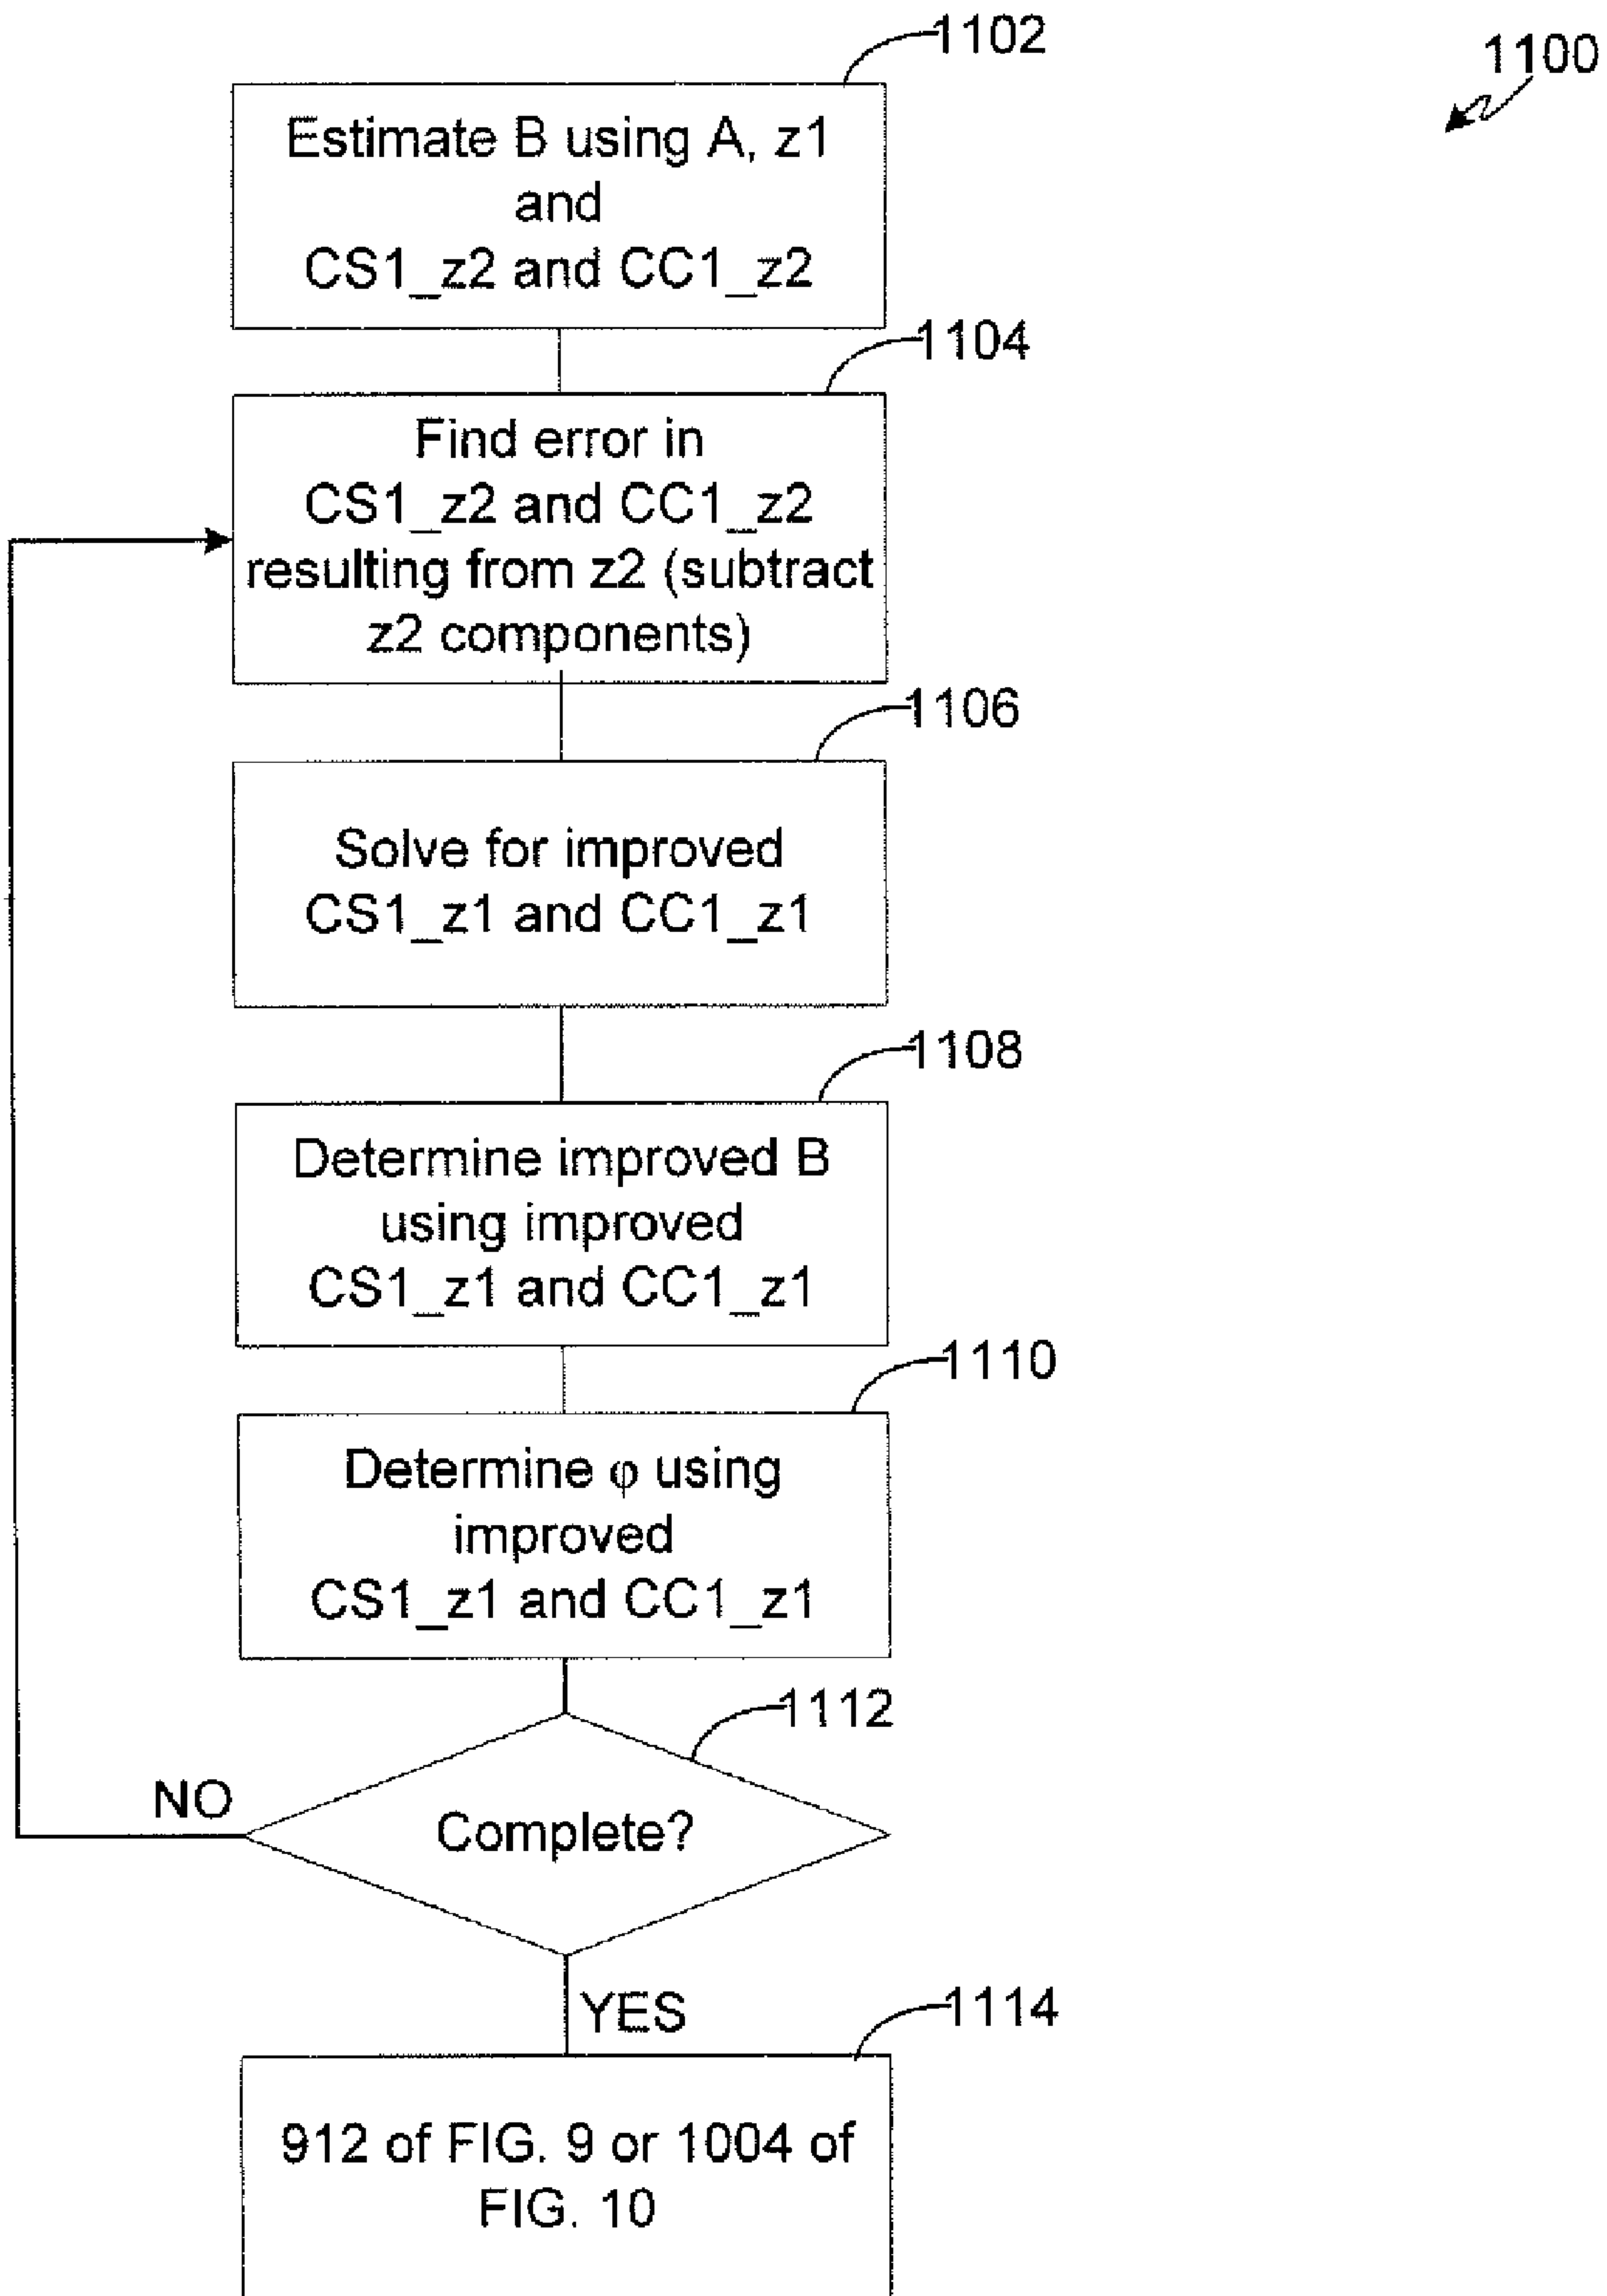 1102
1100
Estimate B using A, z1
and
CS1_z2 and CC1_z2
1104
Find error in
CS1_z2 and CC1_z2
resulting from z2 (subtract
z2 components)
1106
Solve for improved
CS1_z1 and CC1_z1
1108
Determine improved B
using improved
CS1_z1 and CC1_z1
1110
Determine φ using
improved
CS1_z1 and CC1_z1
1112
NO
Complete?
YES
1114
912 of FIG. 9 or 1004 of
FIG. 10